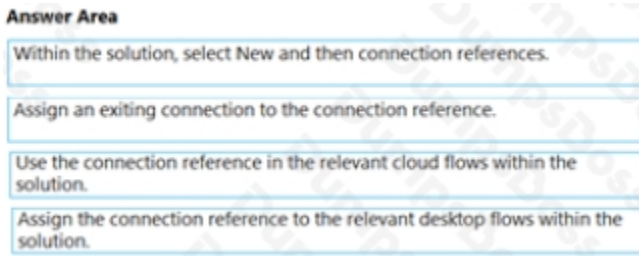 Answer Area
Within the solution, select New and then connection references.
Assign an exiting connection to the connection reference.
Use the connection reference in the relevant cloud flows within the
solution.
Assign the connection reference to the relevant desktop flows within the
solution.